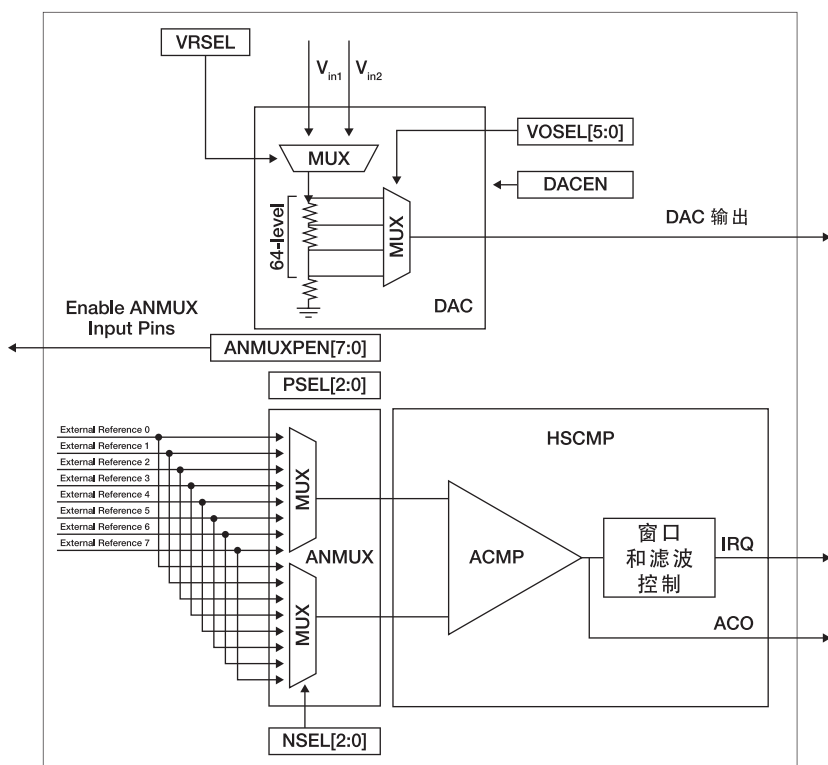 VRSEL
Vin1
Vin2
MUX
VOSEL[5:0]
DACEN
64-level
MUX
DAC 输出
DAC
Enable ANMUX
Input Pins
ANMUXPEN[7:0]
PSEL[2:0]
External Reference 0
External Reference 1
External Reference 2
External Reference 3
External Reference 4
External Reference 5
External Reference 6
External Reference 7
MUX
ANMUX
MUX
NSEL[2:0]
HSCMP
ACMP
窗口
和滤波
控制
IRQ
ACO